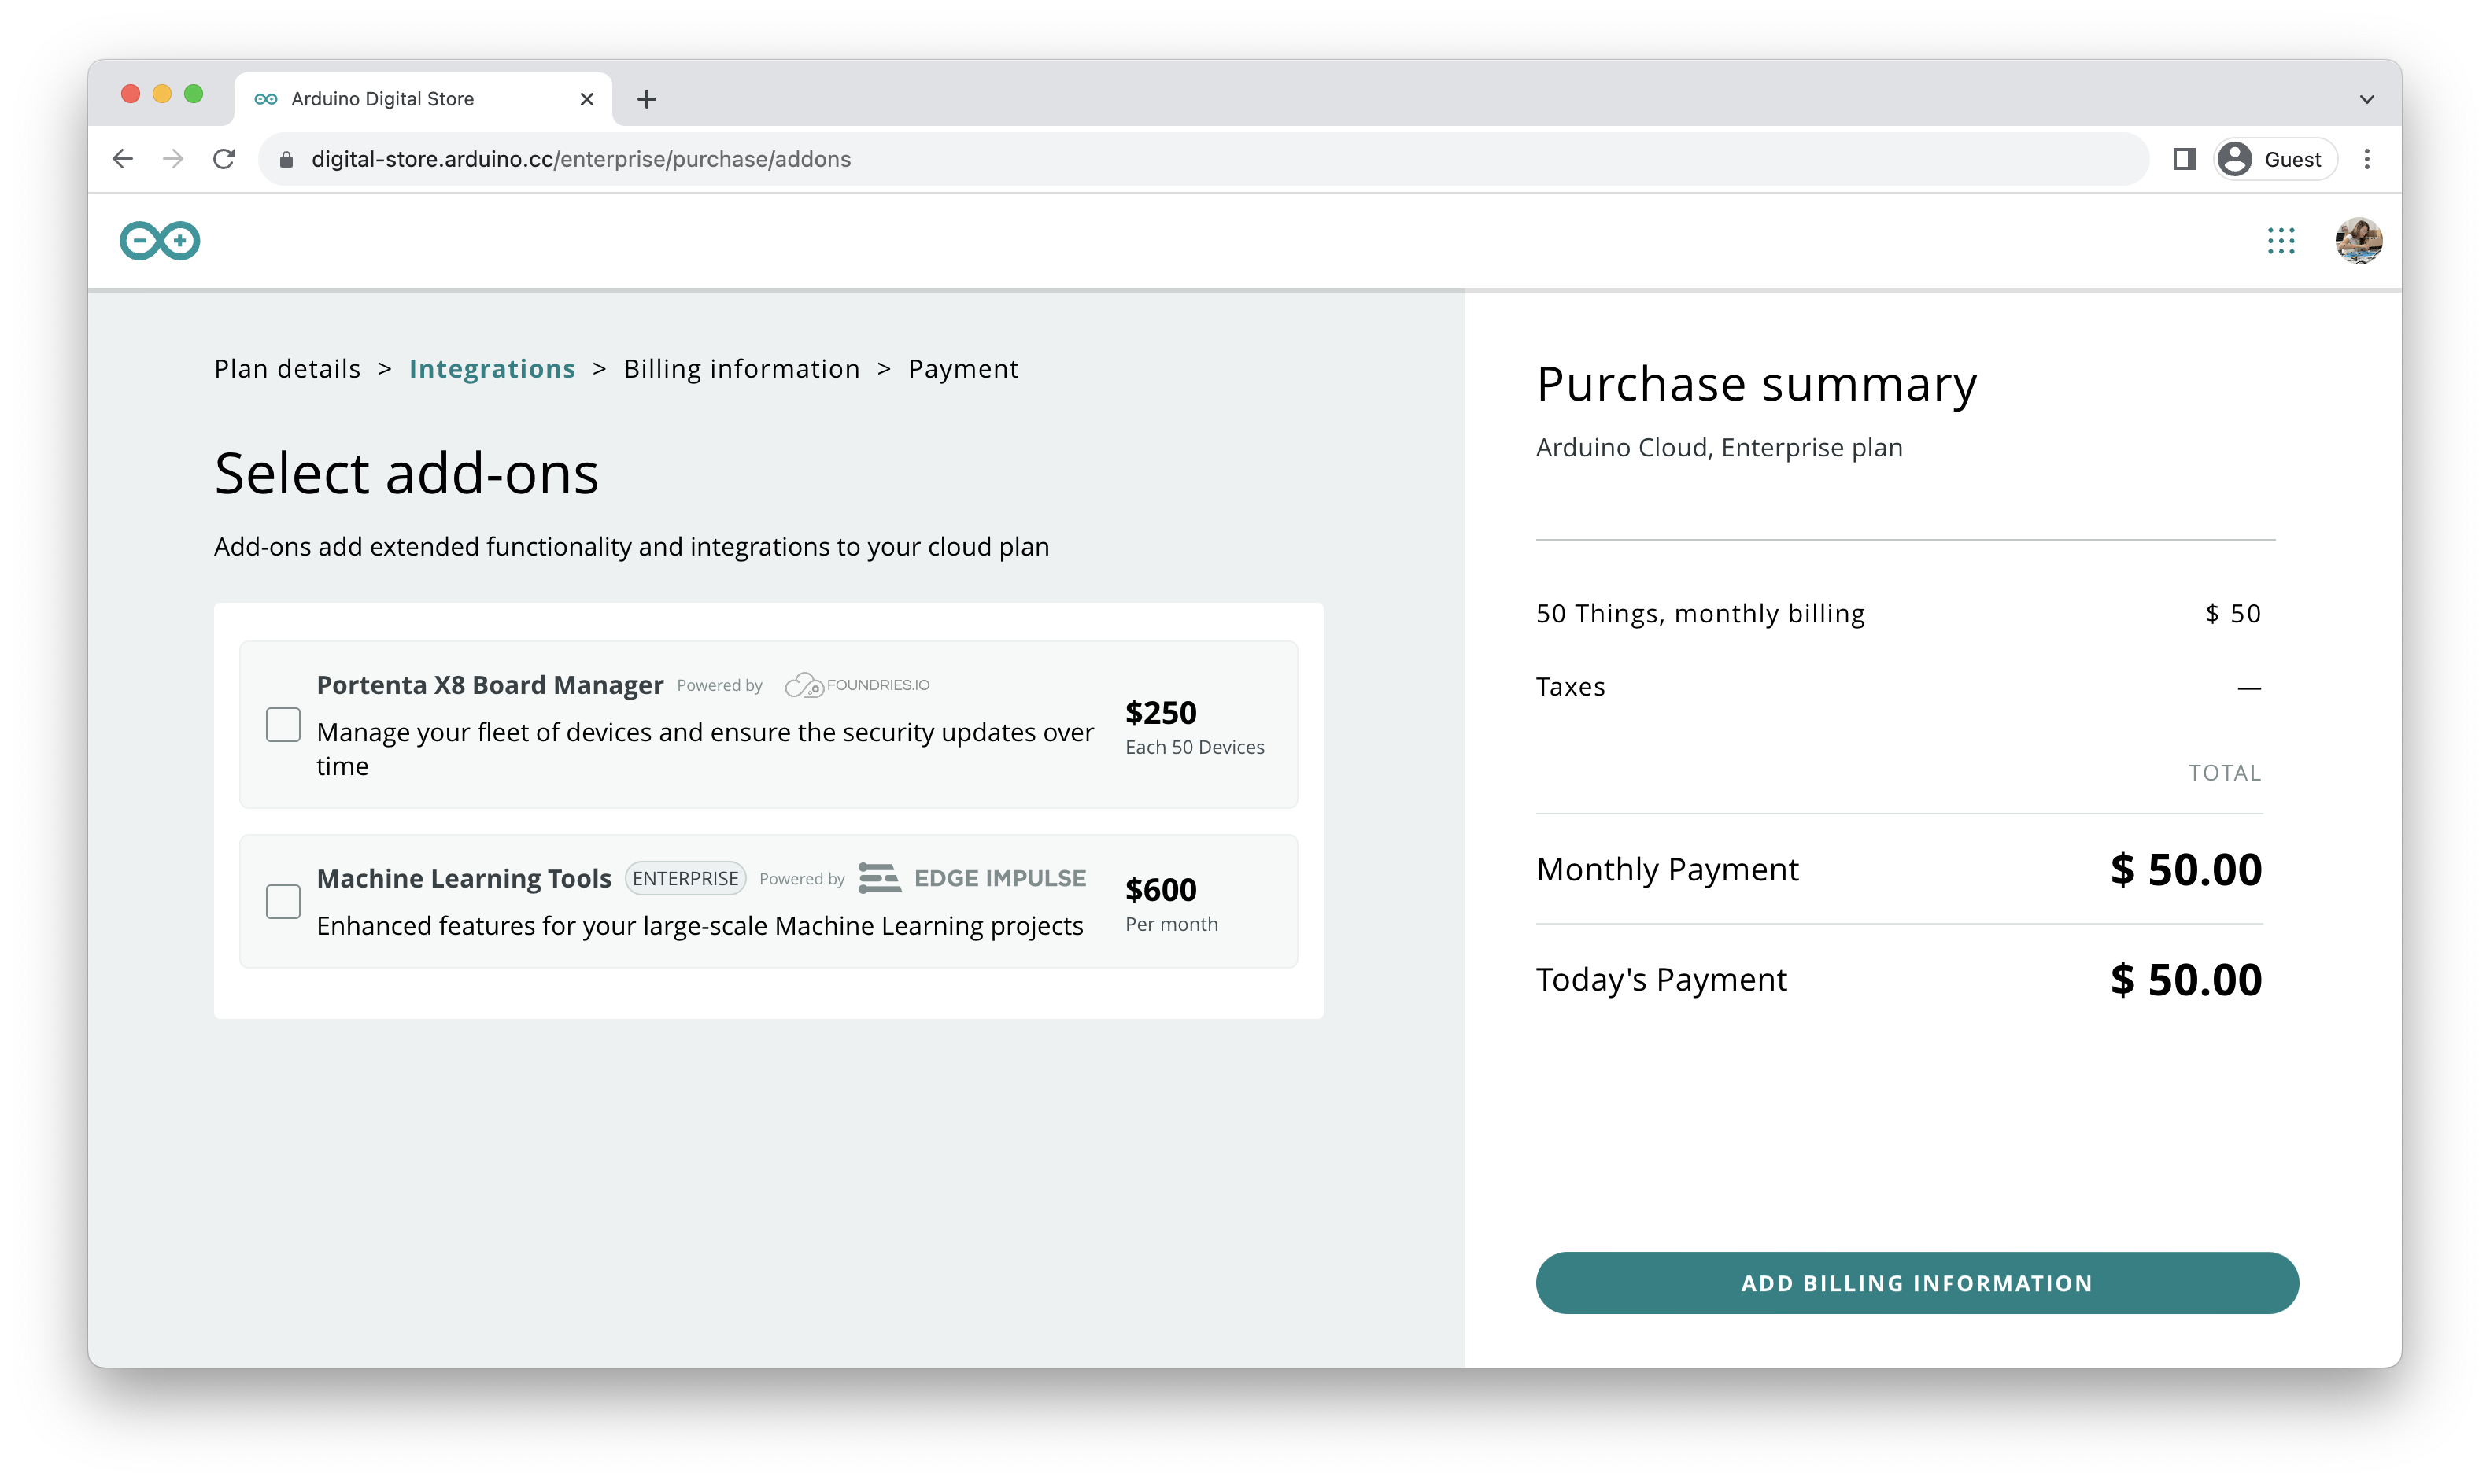 Arduino Digital Store
digital-store.arduino.cc/enterprise/purchase/addons
Guest
Plan details > Integrations > Billing information > Payment
Select add-ons
Add-ons add extended functionality and integrations to your cloud plan
Portenta X8 Board Manager Powered by FOUNDRIES.IO
Manage your fleet of devices and ensure the security updates over
time
$250
Each 50 Devices
Machine Learning Tools ENTERPRISE Powered by EDGE IMPULSE
Enhanced features for your large-scale Machine Learning projects
$600
Per month
Purchase summary
Arduino Cloud, Enterprise plan
50 Things, monthly billing $ 50
Taxes —
TOTAL
Monthly Payment $ 50.00
Today's Payment $ 50.00
ADD BILLING INFORMATION